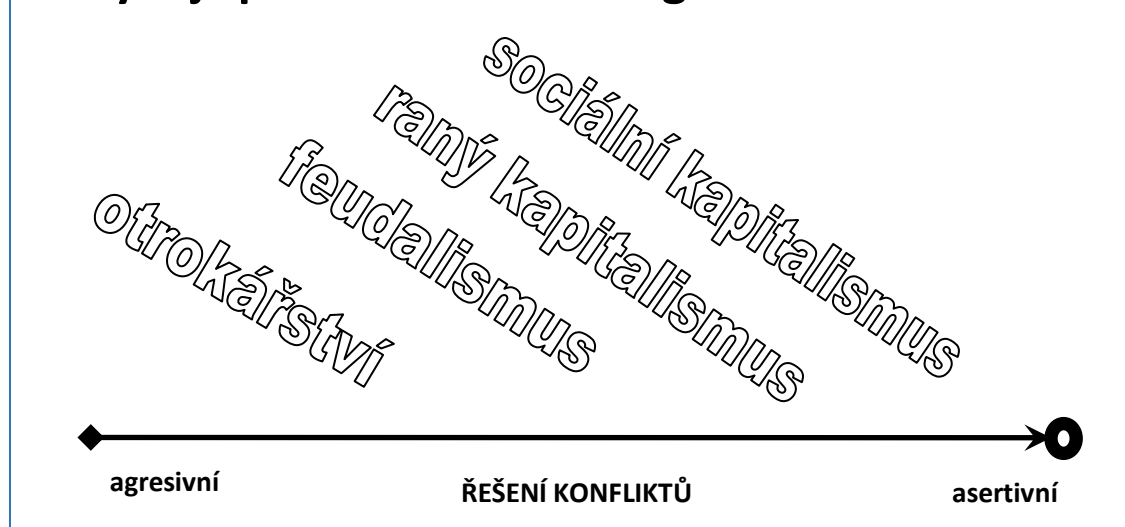 sociální kapitalismus
raný kapitalismus
feudalismus
otrokářství
agresivní
ŘEŠENÍ KONFLIKTŮ
asertivní